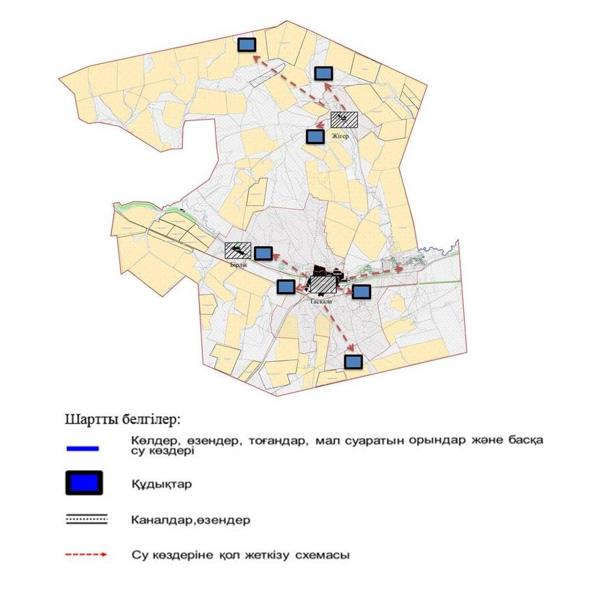 Жігер
Бірлік
Тасқала
Шартты белгілер:
Көлдер, өзендер, тоғандар, мал суаратын орындар және басқа
су көздері
Құдықтар
Каналдар,өзендер
Су көздеріне қол жеткізу схемасы